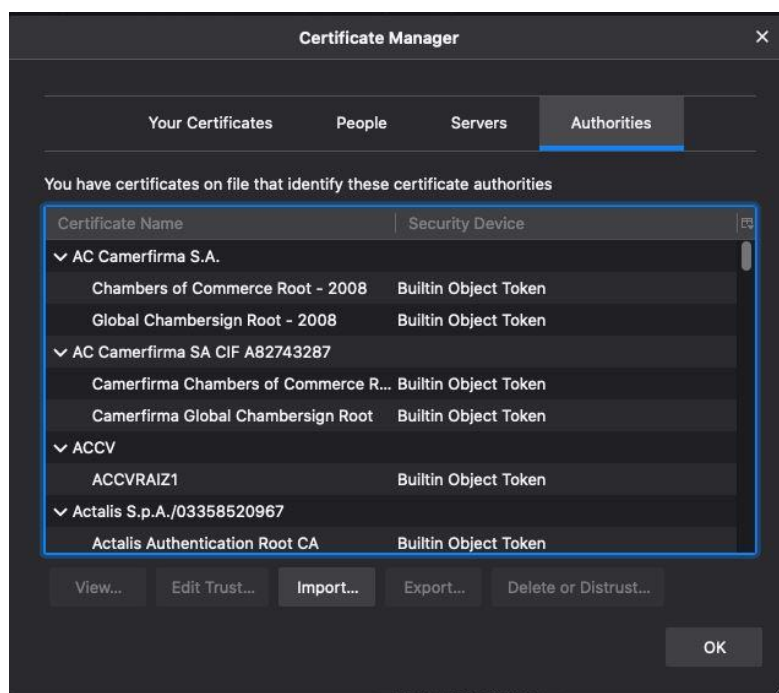 Certificate Manager
Your Certificates People Servers Authorities
You have certificates on file that identify these certificate authorities
Certificate Name Security Device
AC Camerfirma S.A.
Chambers of Commerce Root - 2008 Builtin Object Token
Global Chambersign Root - 2008 Builtin Object Token
AC Camerfirma SA CIF A82743287
Camerfirma Chambers of Commerce R... Builtin Object Token
Camerfirma Global Chambersign Root Builtin Object Token
ACCV
ACCVRAIZ1 Builtin Object Token
Actalis S.p.A./03358520967
Actalis Authentication Root CA Builtin Object Token
View... Edit Trust... Import... Export... Delete or Distrust...
OK